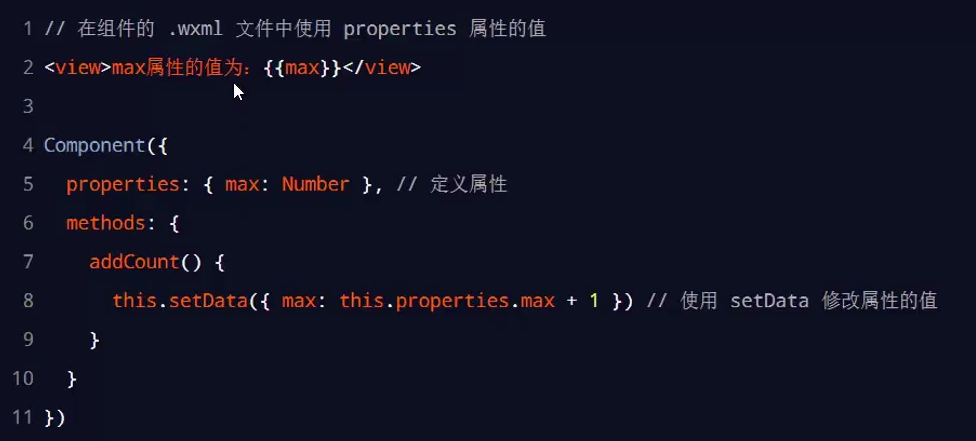 1 // 在组件的 .wxml 文件中使用 properties 属性的值
2 <view>max属性的值为：{{max}}</view>
3
4 Component({
5   properties: { max: Number }, // 定义属性
6   methods: {
7     addCount() {
8       this.setData({ max: this.properties.max + 1 }) // 使用 setData 修改属性的值
9     }
10   }
11 })